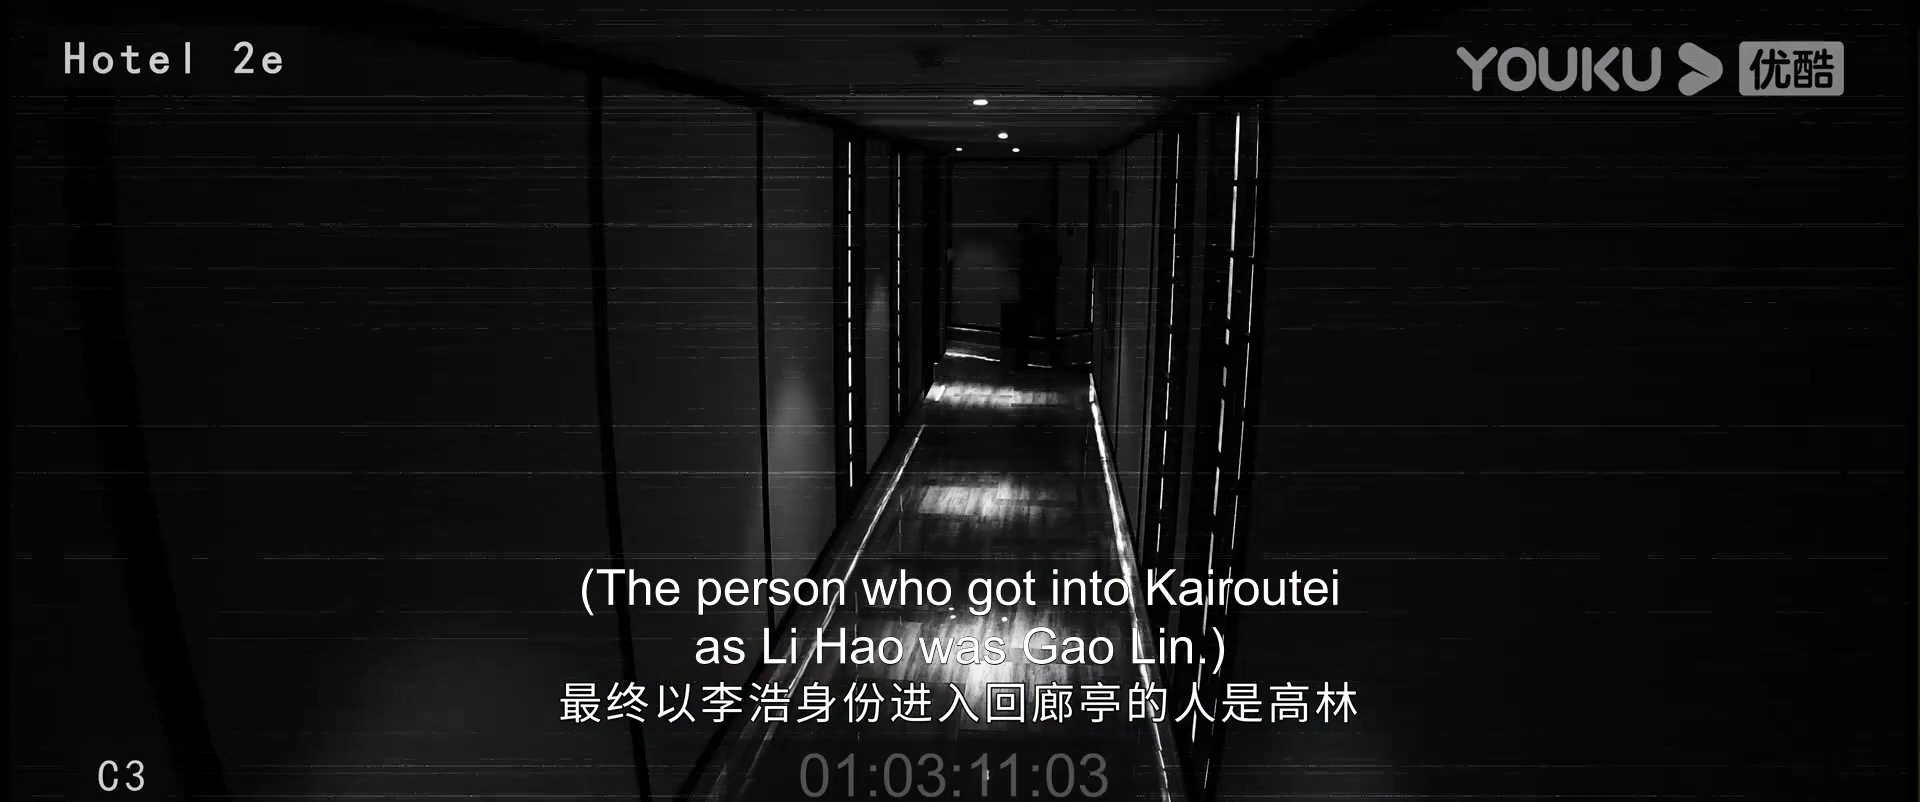 Hotel 2e
YOUKU 优酷
(The person who got into Kairoutei
as Li Hao was Gao Lin.)
最终以李浩身份进入回廊亭的人是高林
C3
01:03:11:03